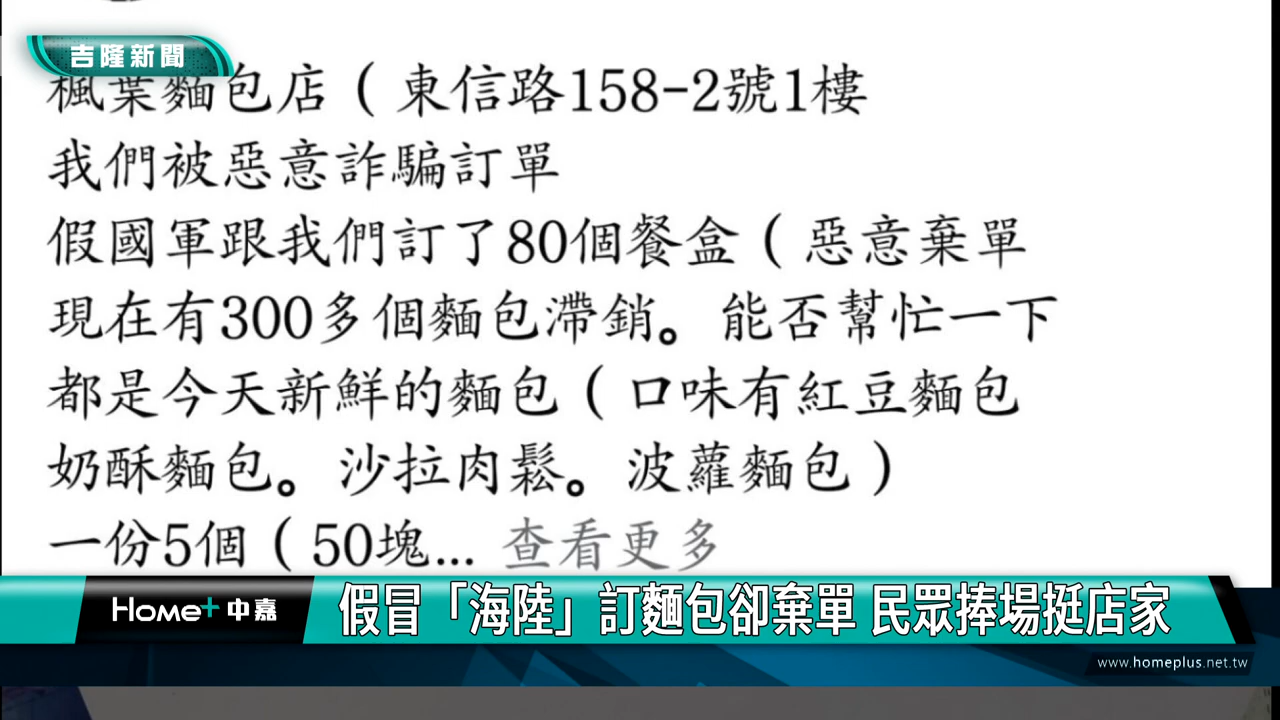 吉隆新聞
楓葉麵包店（東信路158-2號1樓
我們被惡意詐騙訂單
假國軍跟我們訂了80個餐盒（惡意棄單
現在有300多個麵包滯銷。能否幫忙一下
都是今天新鮮的麵包（口味有紅豆麵包
奶酥麵包。沙拉肉鬆。波蘿麵包）
一份5個（50塊... 查看更多
Home+中嘉
假冒「海陸」訂麵包卻棄單 民眾捧場挺店家
www.homeplus.net.tw